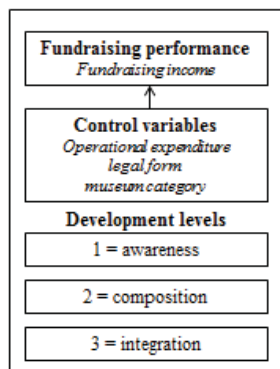 Fundraising performance
Fundraising income
Control variables
Operational expenditure
legal form
museum category
Development levels
1 = awareness
2 = composition
3 = integration